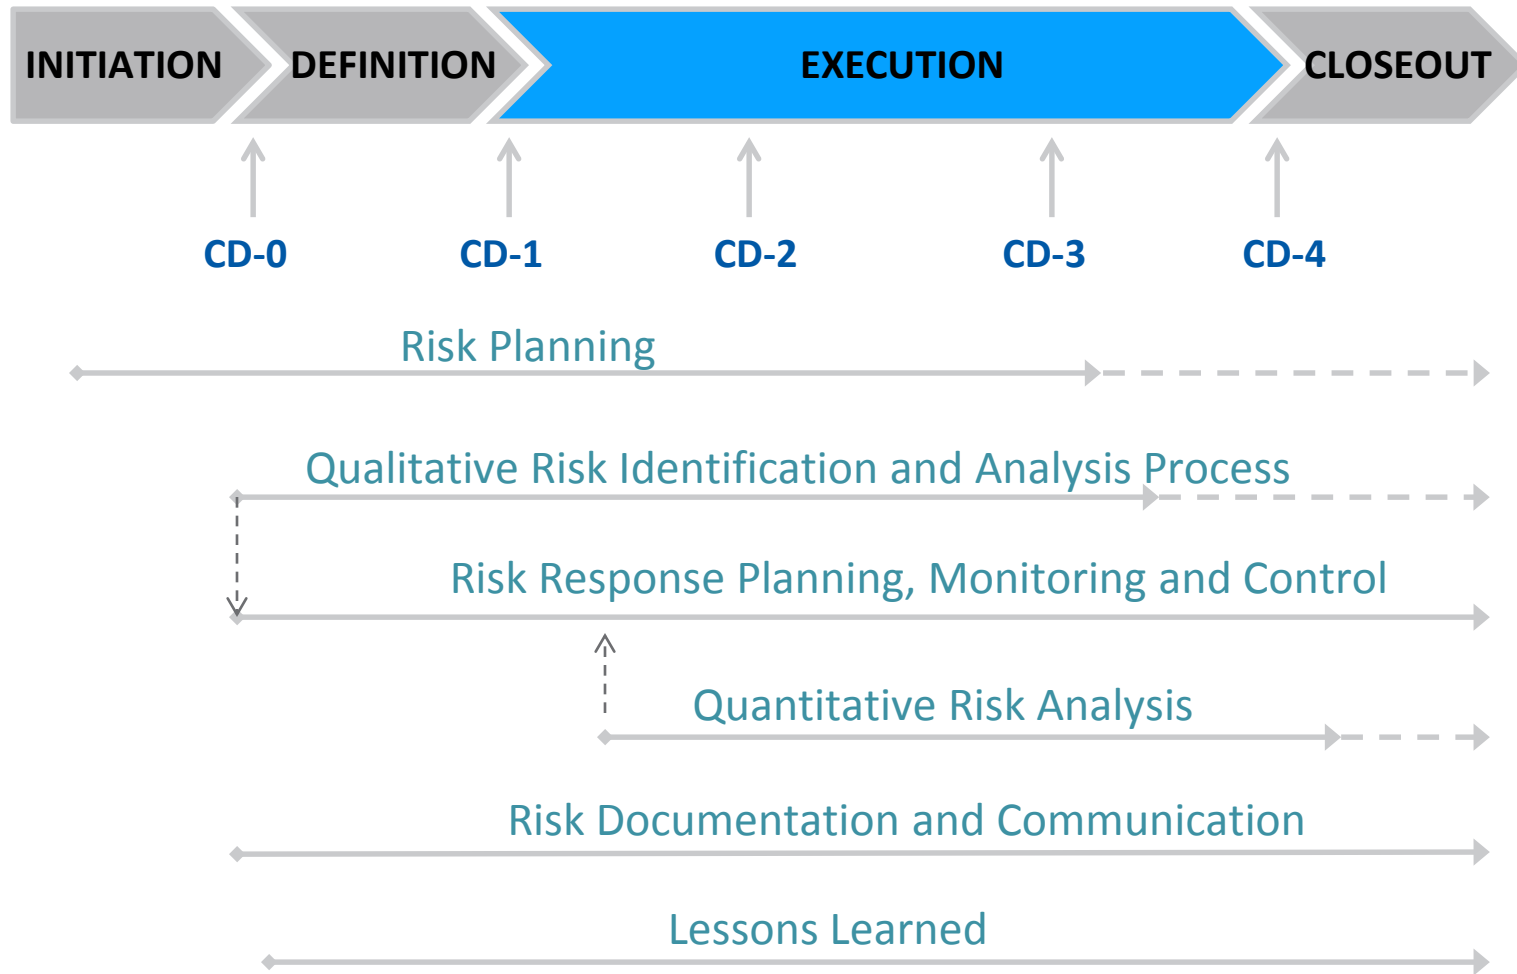 INITIATION DEFINITION EXECUTION CLOSEOUT
CD-0 CD-1 CD-2 CD-3 CD-4
Risk Planning
Qualitative Risk Identification and Analysis Process
Risk Response Planning, Monitoring and Control
Quantitative Risk Analysis
Risk Documentation and Communication
Lessons Learned